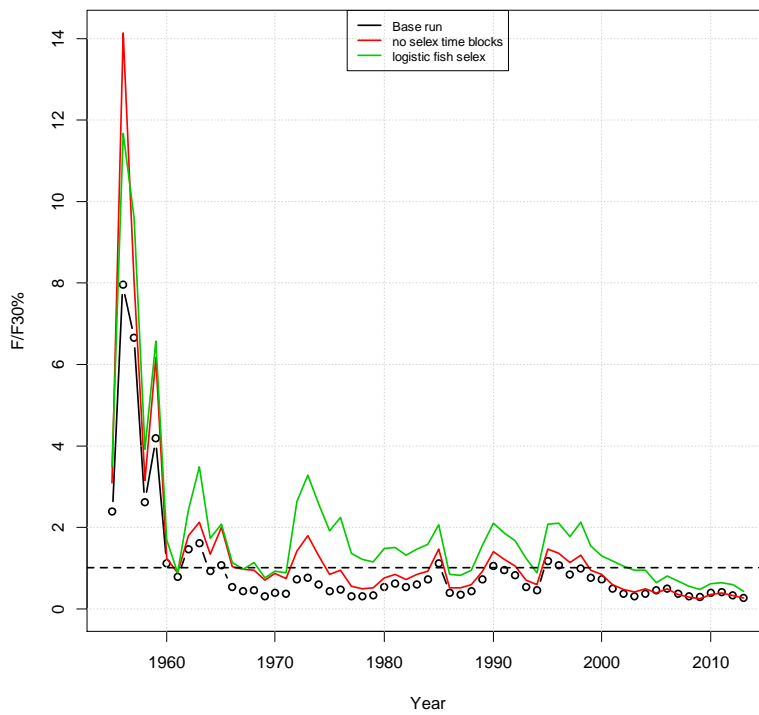 Base run
no selex time blocks
logistic fish selex
F/F30%
14
12
10
8
6
4
2
0
1960 1970 1980 1990 2000 2010
Year